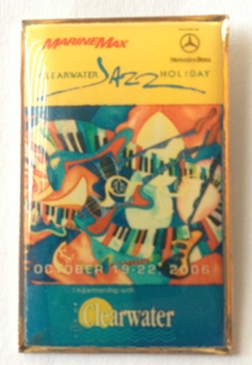 MARINEMAX
Mercedes-Benz
CLEARWATER JAZZ HOLIDAY
OCTOBER 19-22, 2006
in partnership with
Clearwater